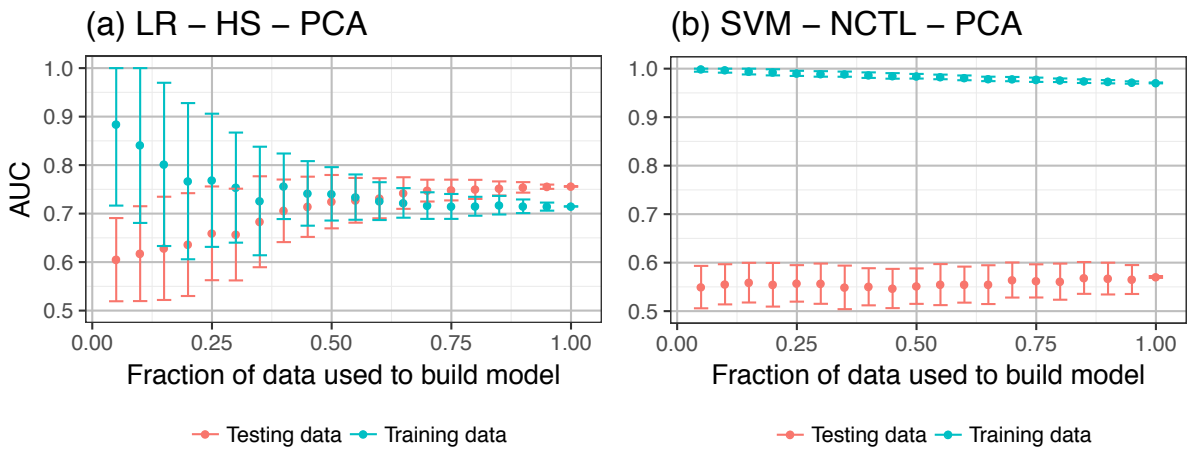 (a) LR – HS – PCA
AUC
1.0
0.9
0.8
0.7
0.6
0.5
0.00 0.25 0.50 0.75 1.00
Fraction of data used to build model
Testing data Training data
(b) SVM – NCTL – PCA
1.0
0.9
0.8
0.7
0.6
0.5
0.00 0.25 0.50 0.75 1.00
Fraction of data used to build model
Testing data Training data